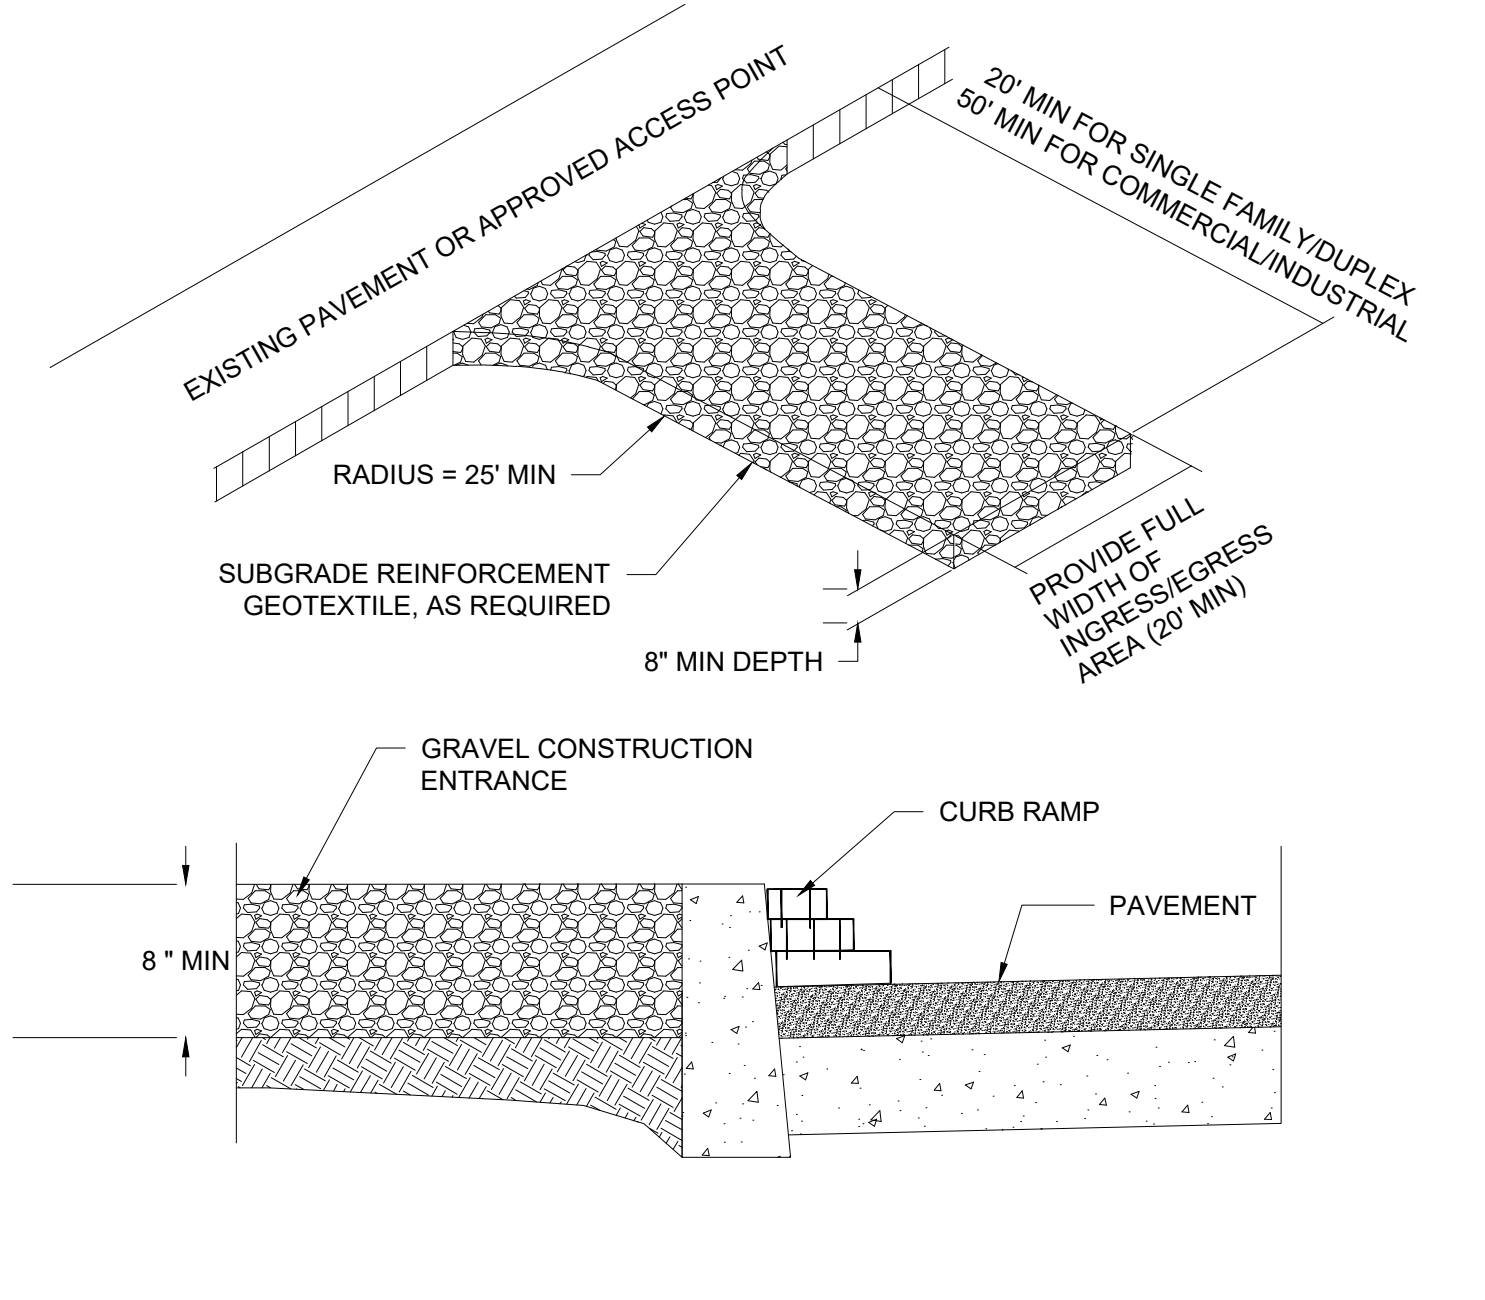 EXISTING PAVEMENT OR APPROVED ACCESS POINT
20' MIN FOR SINGLE FAMILY/DUPLEX
50' MIN FOR COMMERCIAL/INDUSTRIAL
RADIUS = 25' MIN
SUBGRADE REINFORCEMENT
GEOTEXTILE, AS REQUIRED
PROVIDE FULL
WIDTH OF
INGRESS/EGRESS
AREA (20' MIN)
8" MIN DEPTH
GRAVEL CONSTRUCTION
ENTRANCE
CURB RAMP
PAVEMENT
8 " MIN